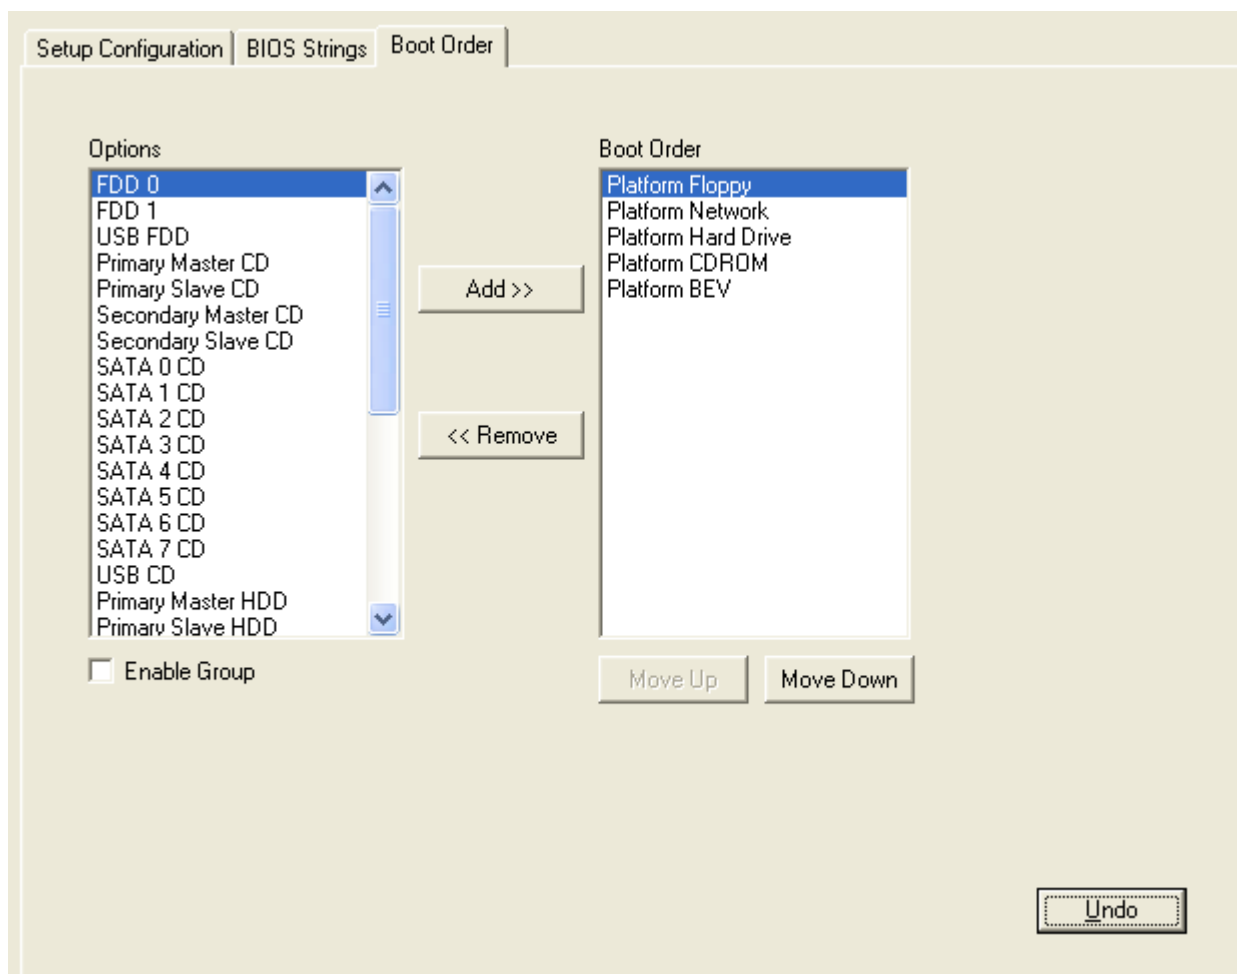 Setup Configuration
BIOS Strings
Boot Order
Options
FDD 0
FDD 1
USB FDD
Primary Master CD
Primary Slave CD
Secondary Master CD
Secondary Slave CD
SATA 0 CD
SATA 1 CD
SATA 2 CD
SATA 3 CD
SATA 4 CD
SATA 5 CD
SATA 6 CD
SATA 7 CD
USB CD
Primary Master HDD
Primary Slave HDD
Enable Group
Add >>
<< Remove
Boot Order
Platform Floppy
Platform Network
Platform Hard Drive
Platform CDROM
Platform BEV
Move Up
Move Down
Undo